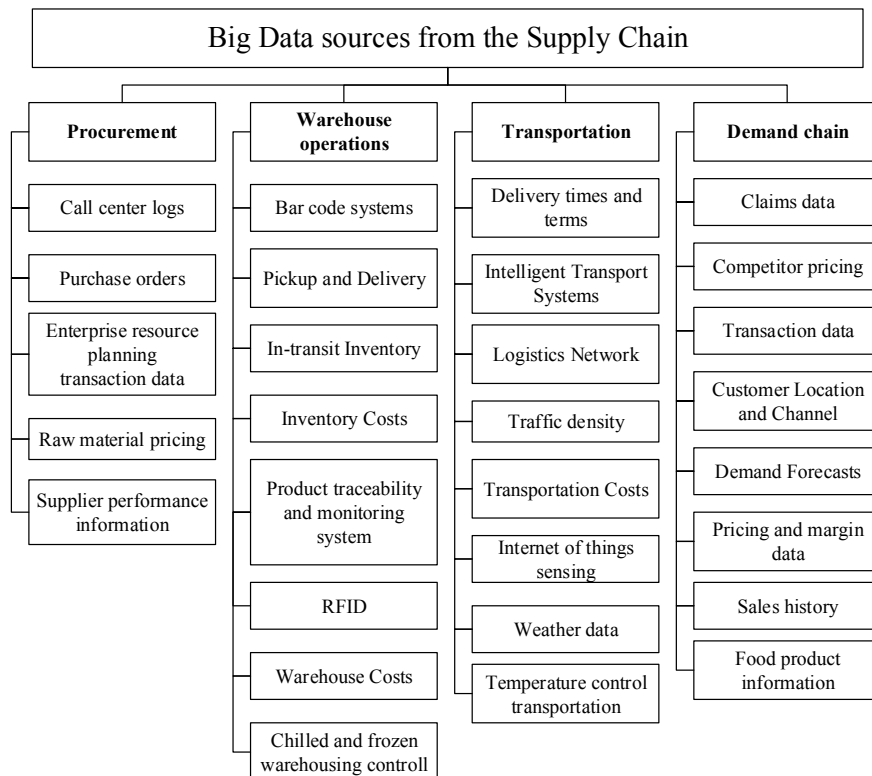 Big Data sources from the Supply Chain
Procurement
Call center logs
Purchase orders
Enterprise resource
planning
transaction data
Raw material pricing
Supplier performance
information
Warehouse
operations
Bar code systems
Pickup and Delivery
In-transit Inventory
Inventory Costs
Product traceability
and monitoring
system
RFID
Warehouse Costs
Chilled and frozen
warehousing controll
Transportation
Delivery times and
terms
Intelligent Transport
Systems
Logistics Network
Traffic density
Transportation Costs
Internet of things
sensing
Weather data
Temperature control
transportation
Demand chain
Claims data
Competitor pricing
Transaction data
Customer Location
and Channel
Demand Forecasts
Pricing and margin
data
Sales history
Food product
information